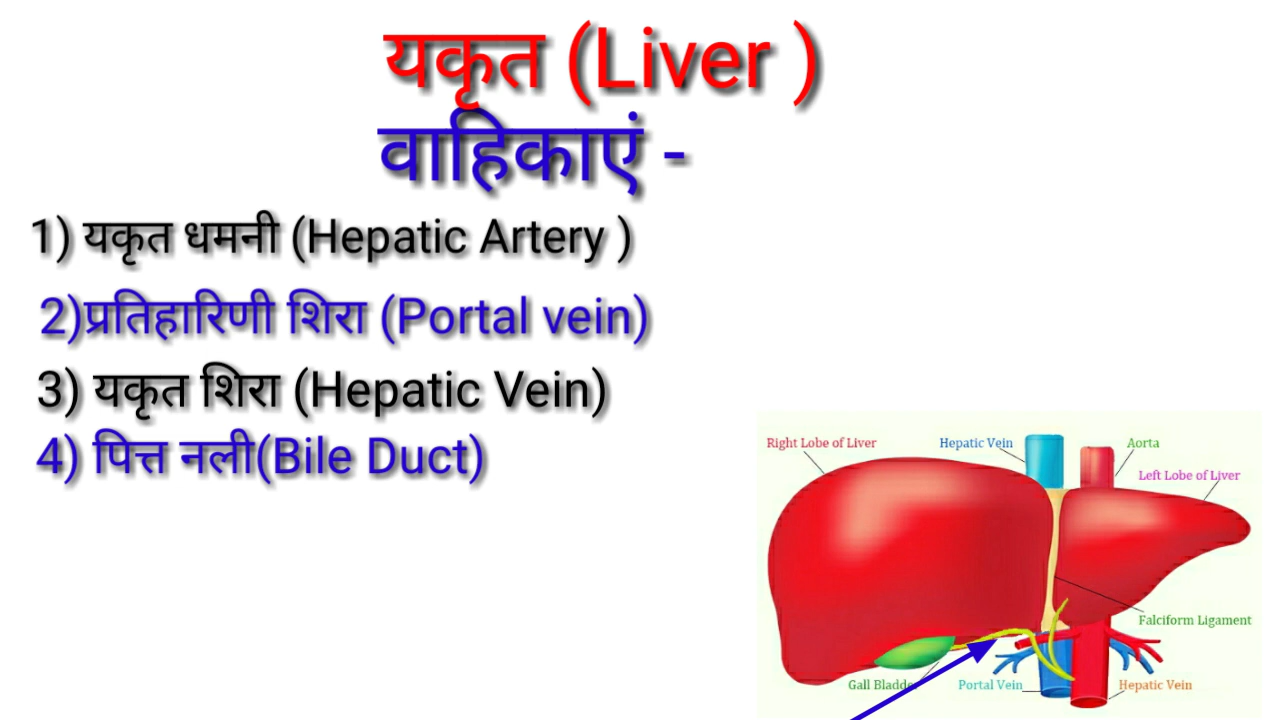 यकृत (Liver )
वाहिकाएं -
1) यकृत धमनी (Hepatic Artery )
2)प्रतिहारिणी शिरा (Portal vein)
3) यकृत शिरा (Hepatic Vein)
4) पित्त नली(Bile Duct)
Right Lobe of Liver
Hepatic Vein
Aorta
Left Lobe of Liver
Falciform Ligament
Gall Bladder
Portal Vein
Hepatic Vein